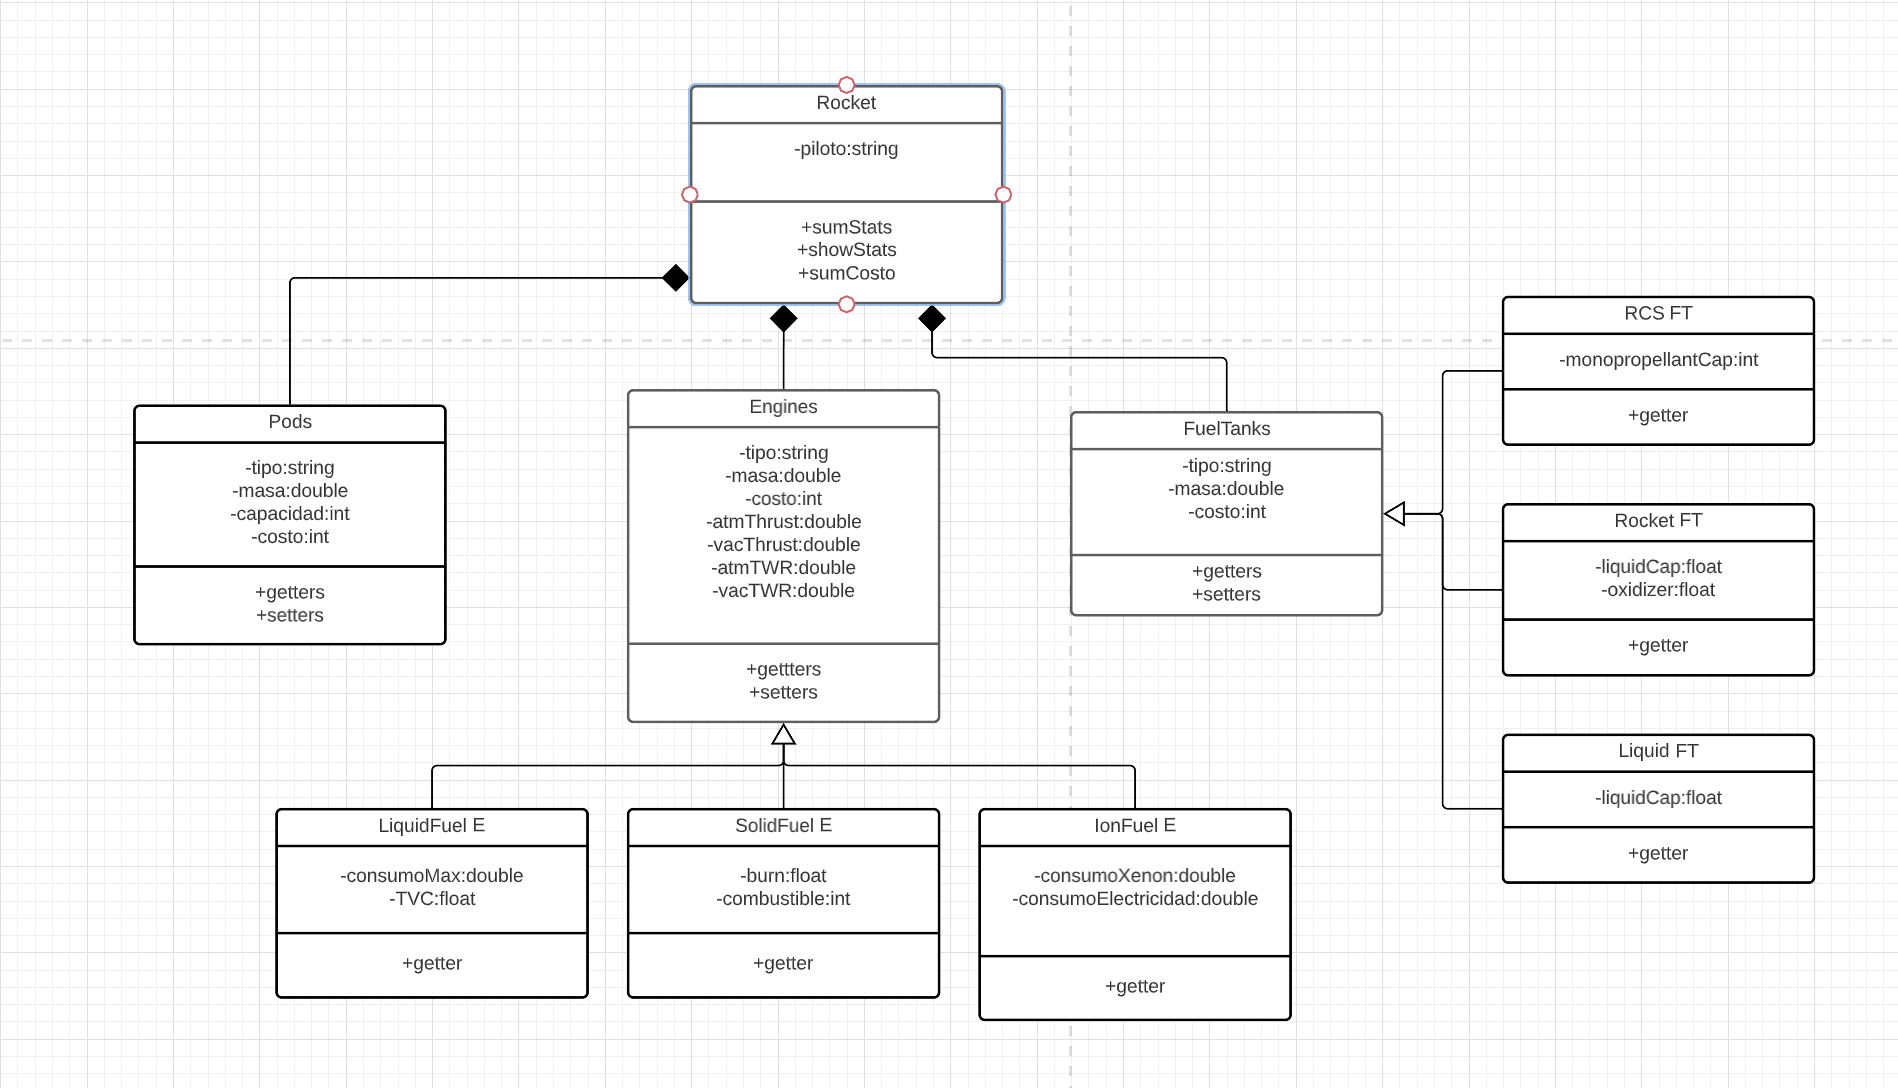 Rocket
-piloto:string
+sumStats
+showStats
+sumCosto
Pods
-tipo:string
-masa:double
-capacidad:int
-costo:int
+getters
+setters
Engines
-tipo:string
-masa:double
-costo:int
-atmThrust:double
-vacThrust:double
-atmTWR:double
-vacTWR:double
+gettters
+setters
FuelTanks
-tipo:string
-masa:double
-costo:int
+getters
+setters
RCS FT
-monopropellantCap:int
+getter
Rocket FT
-liquidCap:float
-oxidizer:float
+getter
Liquid FT
-liquidCap:float
+getter
LiquidFuel E
-consumoMax:double
-TVC:float
+getter
SolidFuel E
-burn:float
-combustible:int
+getter
IonFuel E
-consumoXenon:double
-consumoElectricidad:double
+getter